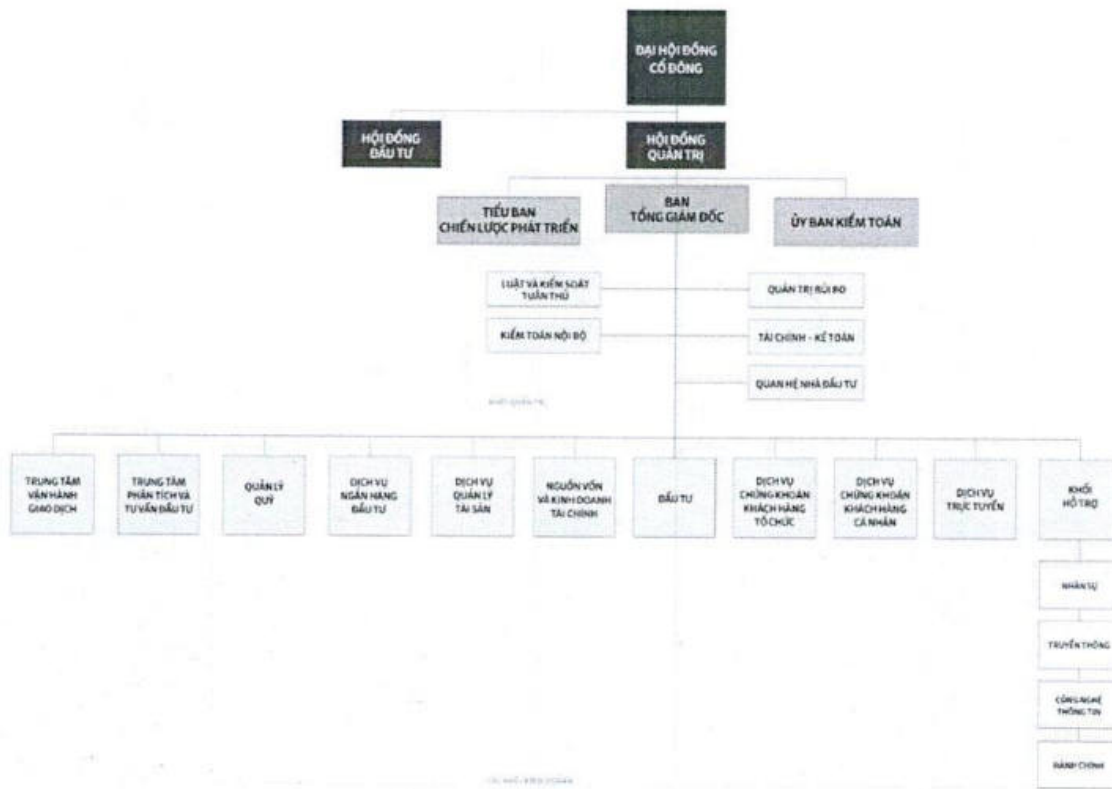 ĐẠI HỘI ĐỒNG
CỔ ĐÔNG
HỘI ĐỒNG
ĐẦU TƯ
HỘI ĐỒNG
QUẢN TRỊ
TIỂU BAN
CHIẾN LƯỢC PHÁT TRIỂN
BAN
TỔNG GIÁM ĐỐC
ỦY BAN KIỂM TOÁN
LUẬT VÀ KIỂM SOÁT
TUÂN THỦ
QUẢN TRỊ RỦI RO
KIỂM TOÁN NỘI BỘ
TÀI CHÍNH - KẾ TOÁN
QUAN HỆ NHÀ ĐẦU TƯ
KHỐI QUẢN TRỊ
TRUNG TÂM
VẬN HÀNH
GIAO DỊCH
TRUNG TÂM
PHÂN TÍCH VÀ
TƯ VẤN ĐẦU TƯ
QUẢN LÝ
QUỸ
DỊCH VỤ
NGÂN HÀNG
ĐẦU TƯ
DỊCH VỤ
QUẢN LÝ
TÀI SẢN
NGUỒN VỐN
VÀ KINH DOANH
TÀI CHÍNH
ĐẦU TƯ
DỊCH VỤ
CHỨNG KHOÁN
KHÁCH HÀNG
TỔ CHỨC
DỊCH VỤ
CHỨNG KHOÁN
KHÁCH HÀNG
CÁ NHÂN
DỊCH VỤ
TRỰC TUYẾN
KHỐI
HỖ TRỢ
NHÂN SỰ
TRUYỀN THÔNG
CÔNG NGHỆ
THÔNG TIN
HÀNH CHÍNH